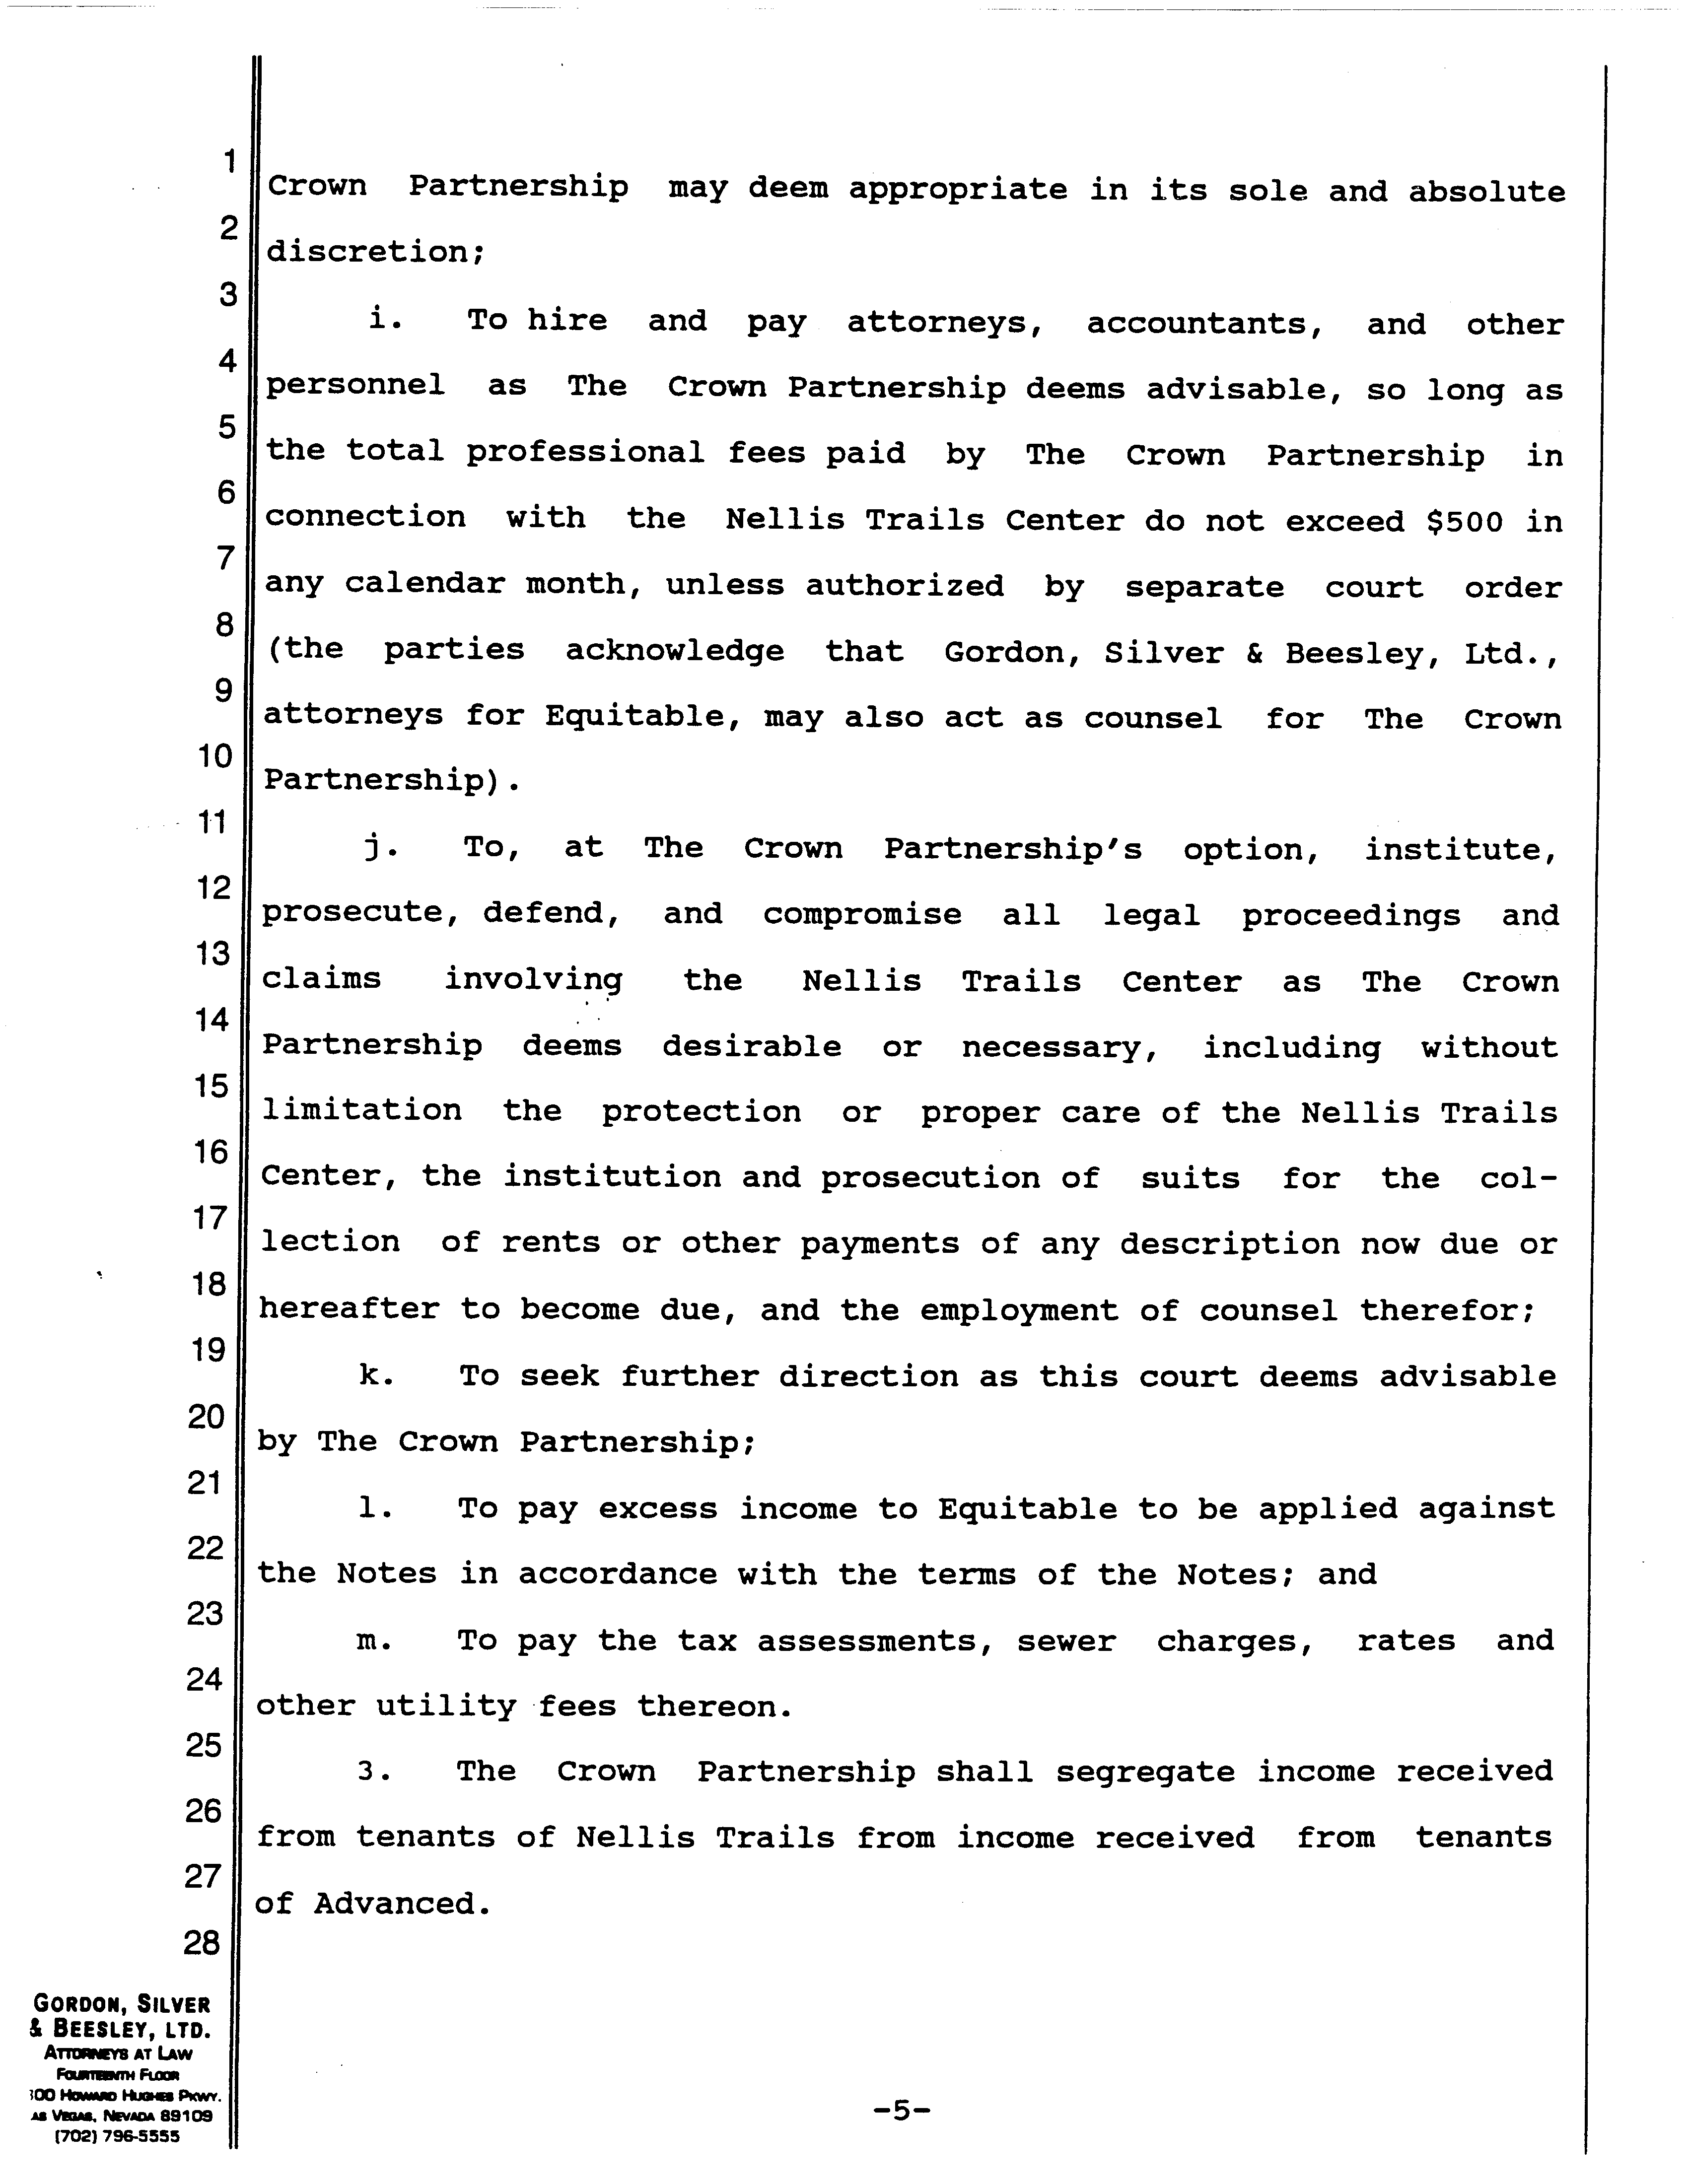 1
Crown Partnership may deem appropriate in its sole and absolute
2
discretion;
3
i. To hire and pay attorneys, accountants, and other
4
personnel as The Crown Partnership deems advisable, so long as
5
the total professional fees paid by The Crown Partnership in
6
connection with the Nellis Trails Center do not exceed $500 in
7
any calendar month, unless authorized by separate court order
8
(the parties acknowledge that Gordon, Silver & Beesley, Ltd.,
9
attorneys for Equitable, may also act as counsel for The Crown
10
Partnership).
11
j. To, at The Crown Partnership's option, institute,
12
prosecute, defend, and compromise all legal proceedings and
13
claims involving the Nellis Trails Center as The Crown
14
Partnership deems desirable or necessary, including without
15
limitation the protection or proper care of the Nellis Trails
16
Center, the institution and prosecution of suits for the col-
17
lection of rents or other payments of any description now due or
18
hereafter to become due, and the employment of counsel therefor;
19
k. To seek further direction as this court deems advisable
20
by The Crown Partnership;
21
l. To pay excess income to Equitable to be applied against
22
the Notes in accordance with the terms of the Notes; and
23
m. To pay the tax assessments, sewer charges, rates and
24
other utility fees thereon.
25
3. The Crown Partnership shall segregate income received
26
from tenants of Nellis Trails from income received from tenants
27
of Advanced.
28
GORDON, SILVER
& BEESLEY, LTD.
ATTORNEYS AT LAW
FOURTEENTH FLOOR
00 HOWARD HUGHES PKWY.
AS VEGAS, NEVADA 89109
(702) 796-5555
-5-